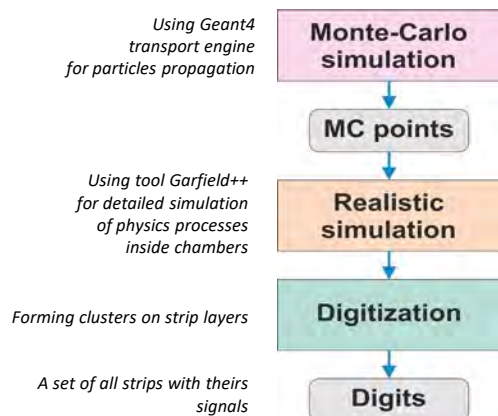 Using Geant4
transport engine
for particles propagation
Monte-Carlo
simulation
MC points
Using tool Garfield++
for detailed simulation
of physics processes
inside chambers
Realistic
simulation
Forming clusters on strip layers
Digitization
A set of all strips with theirs
signals
Digits